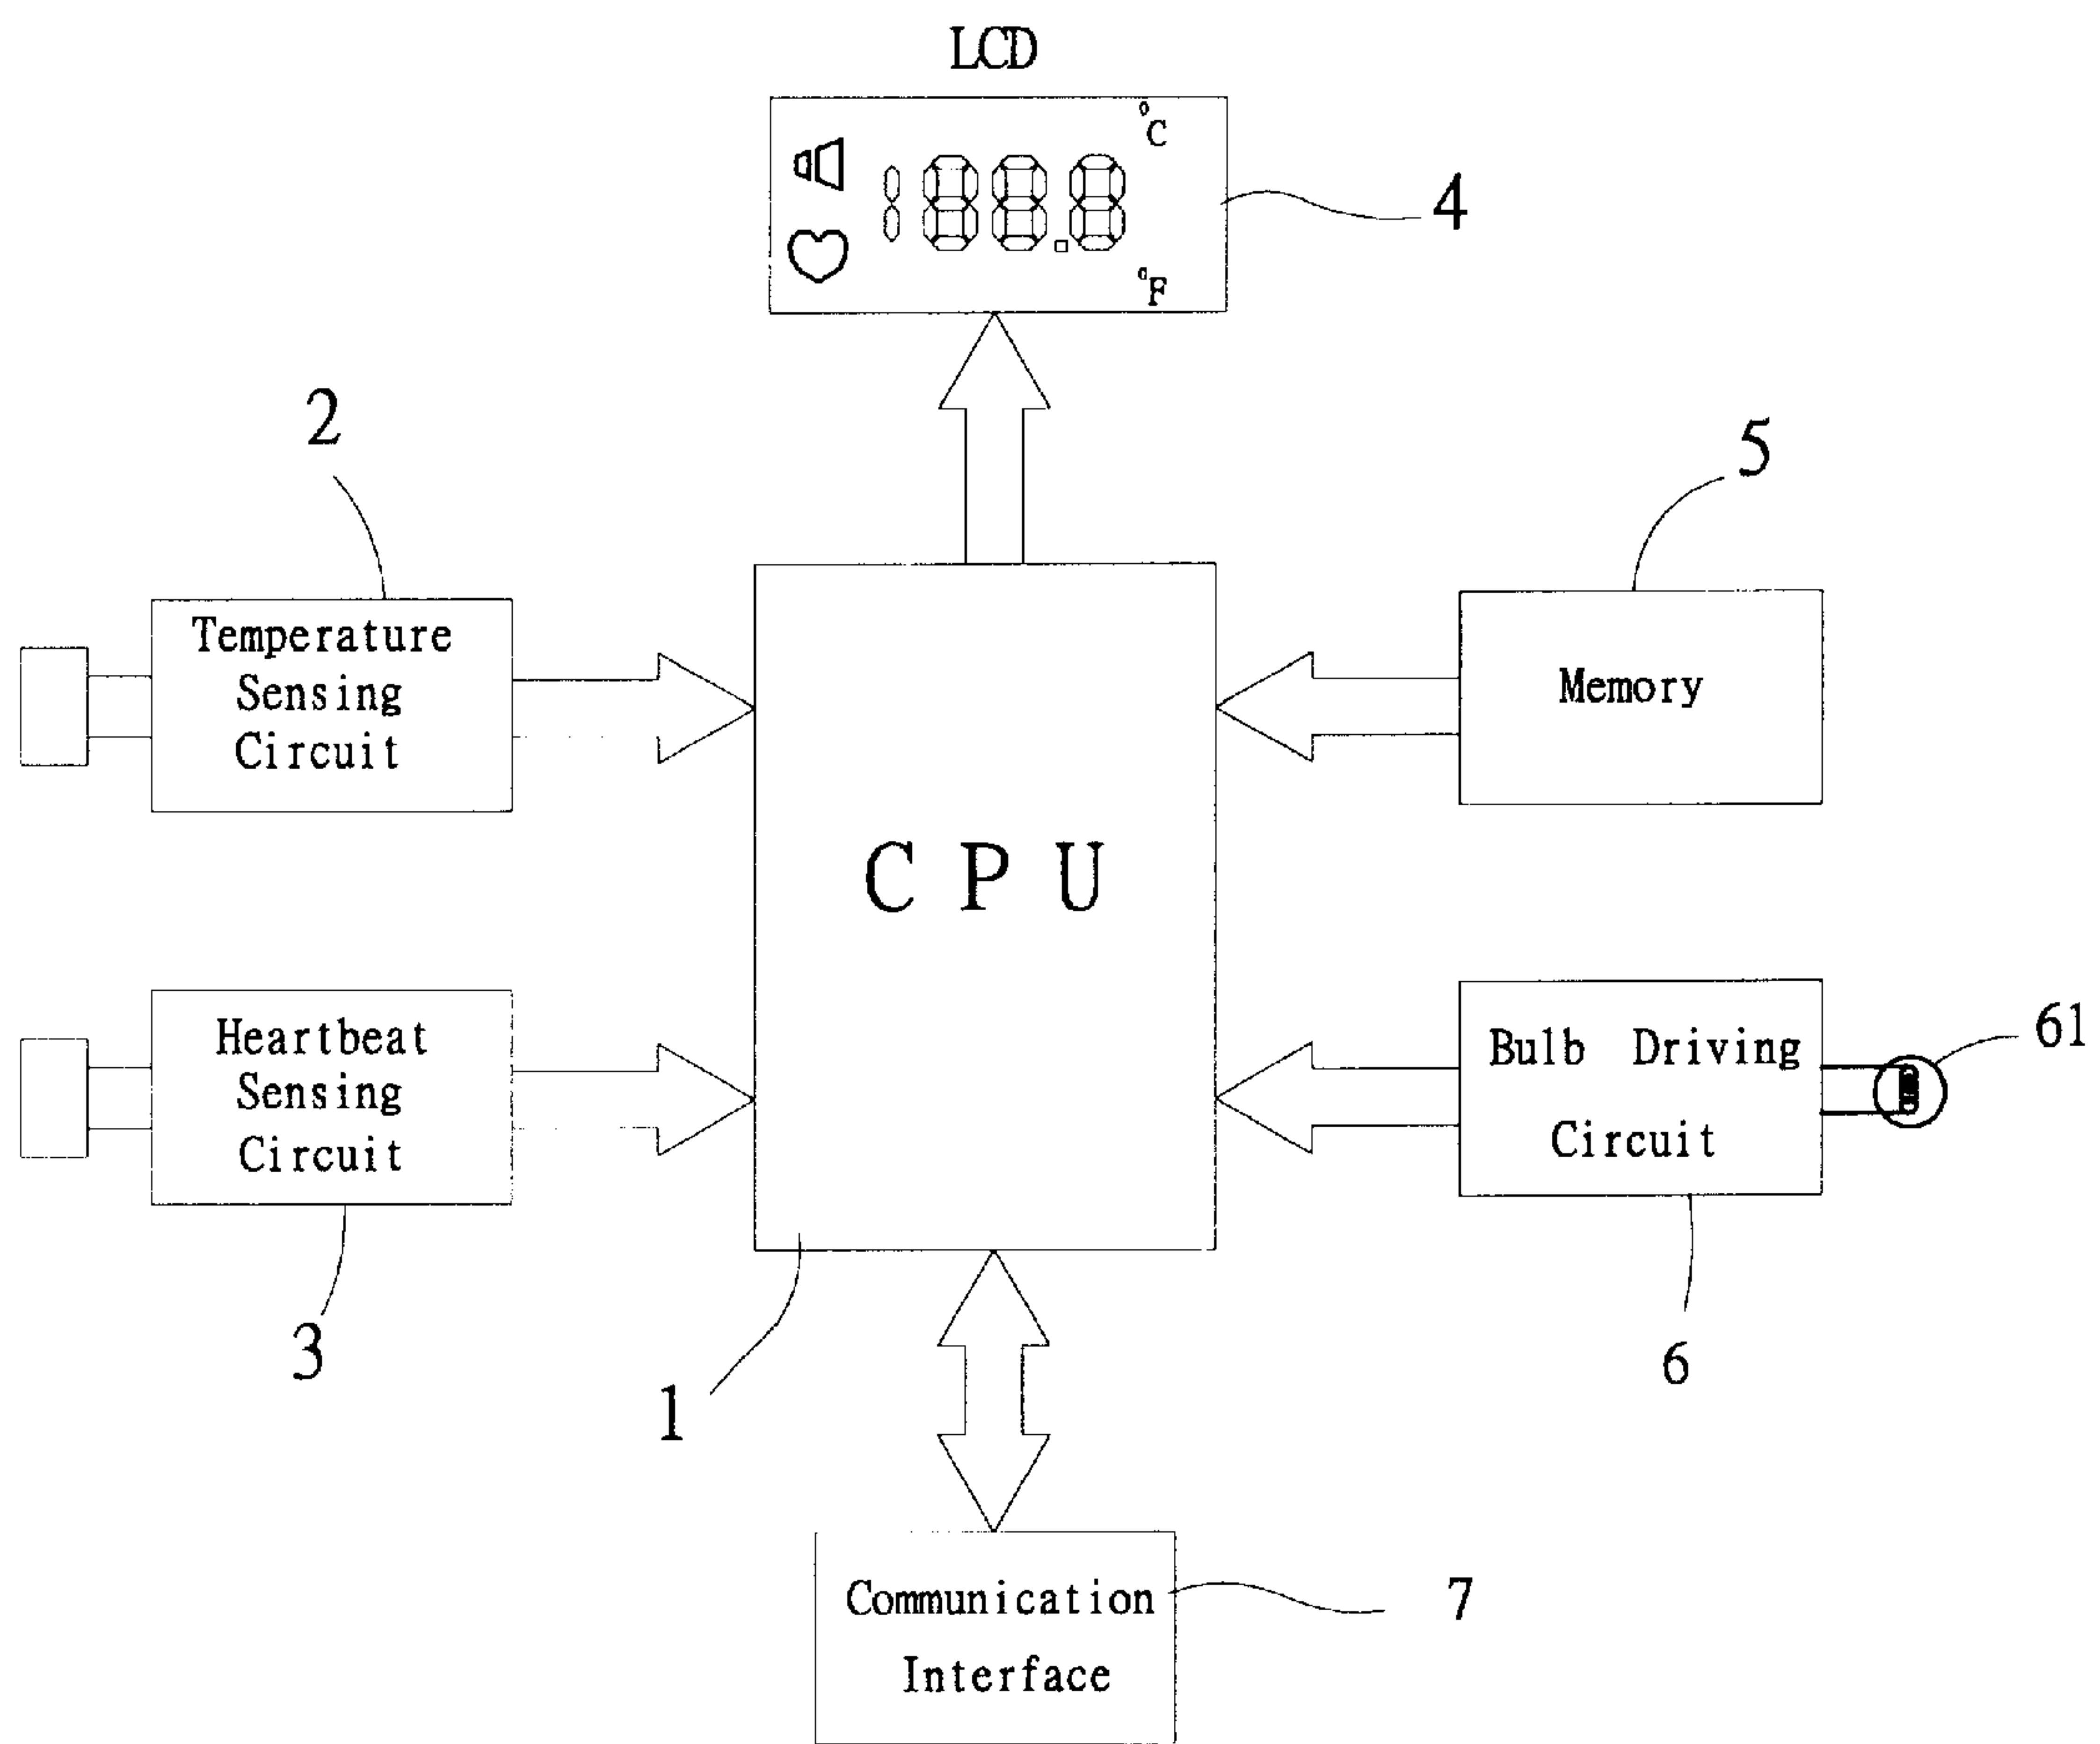 LCD
°C
188.8
°F
4
2
5
Temperature
Sensing
Circuit
Memory
CPU
Heartbeat
Sensing
Circuit
Bulb Driving
Circuit
61
3
1
6
Communication
Interface
7